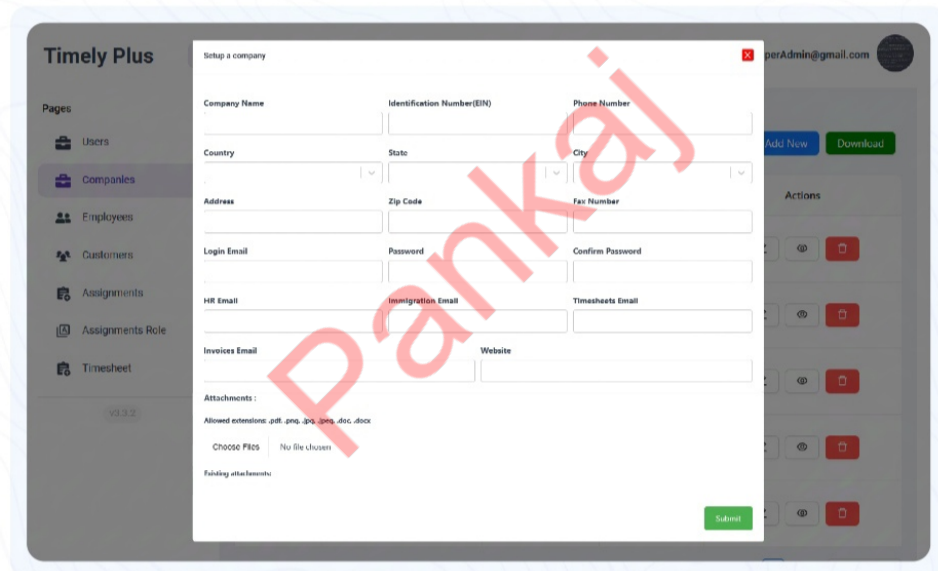 Timely Plus
perAdmin@gmail.com
Pages
Users
Companies
Employees
Customers
Assignments
Assignments Role
Timesheet
v3.3.2
Add New
Download
Actions
Setup a company
Company Name
Identification Number(EIN)
Phone Number
Country
State
City
Address
Zip Code
Fax Number
Login Email
Password
Confirm Password
HR Email
Immigration Email
Timesheets Email
Invoices Email
Website
Attachments :
Allowed extensions: .pdf, .png, .jpg, .jpeg, .doc, .docx
Choose Files No file chosen
Existing attachments:
Submit
Pankaj